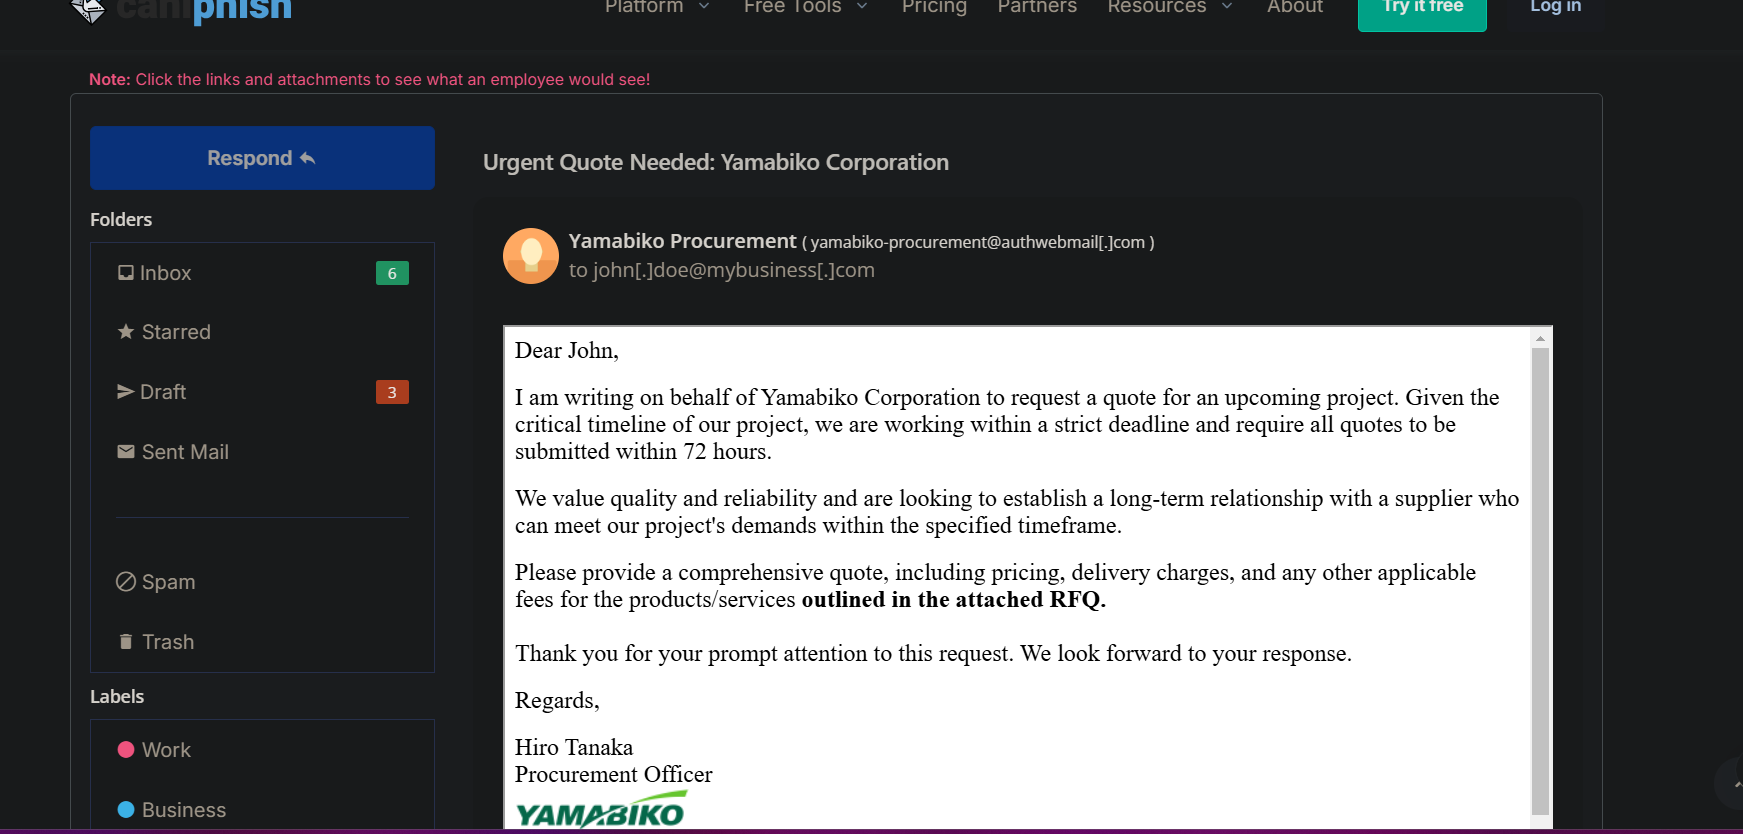 caniphish
Platform
Free Tools
Pricing
Partners
Resources
About
Try it free
Log in
Note: Click the links and attachments to see what an employee would see!
Respond
Folders
Inbox 6
Starred
Draft 3
Sent Mail
Spam
Trash
Labels
Work
Business
Urgent Quote Needed: Yamabiko Corporation
Yamabiko Procurement ( yamabiko-procurement@authwebmail[.]com )
to john[.]doe@mybusiness[.]com
Dear John,
I am writing on behalf of Yamabiko Corporation to request a quote for an upcoming project. Given the
critical timeline of our project, we are working within a strict deadline and require all quotes to be
submitted within 72 hours.
We value quality and reliability and are looking to establish a long-term relationship with a supplier who
can meet our project's demands within the specified timeframe.
Please provide a comprehensive quote, including pricing, delivery charges, and any other applicable
fees for the products/services outlined in the attached RFQ.
Thank you for your prompt attention to this request. We look forward to your response.
Regards,
Hiro Tanaka
Procurement Officer
YAMABIKO